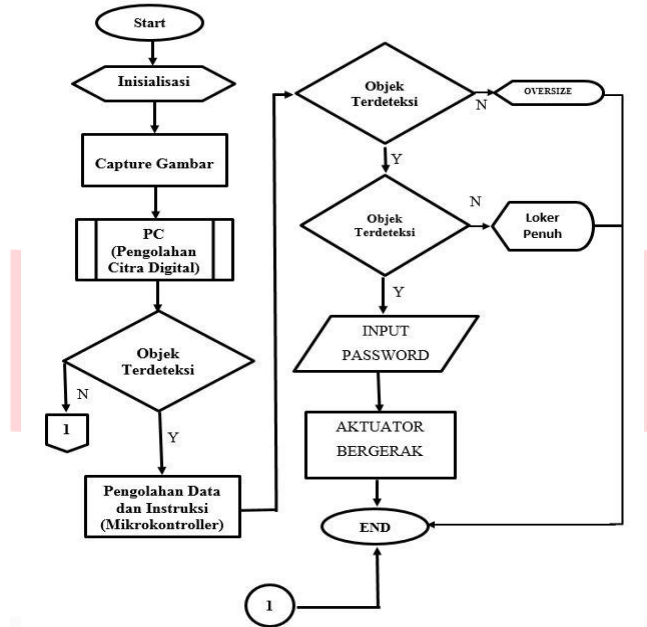 Start
Inisialisasi
Capture Gambar
PC
(Pengolahan
Citra Digital)
Objek
Terdeteksi
N
1
Y
Pengolahan Data
dan Instruksi
(Mikrokontroller)
Objek
Terdeteksi
N
OVERSIZE
Y
Objek
Terdeteksi
N
Loker
Penuh
Y
INPUT
PASSWORD
AKTUATOR
BERGERAK
END
1